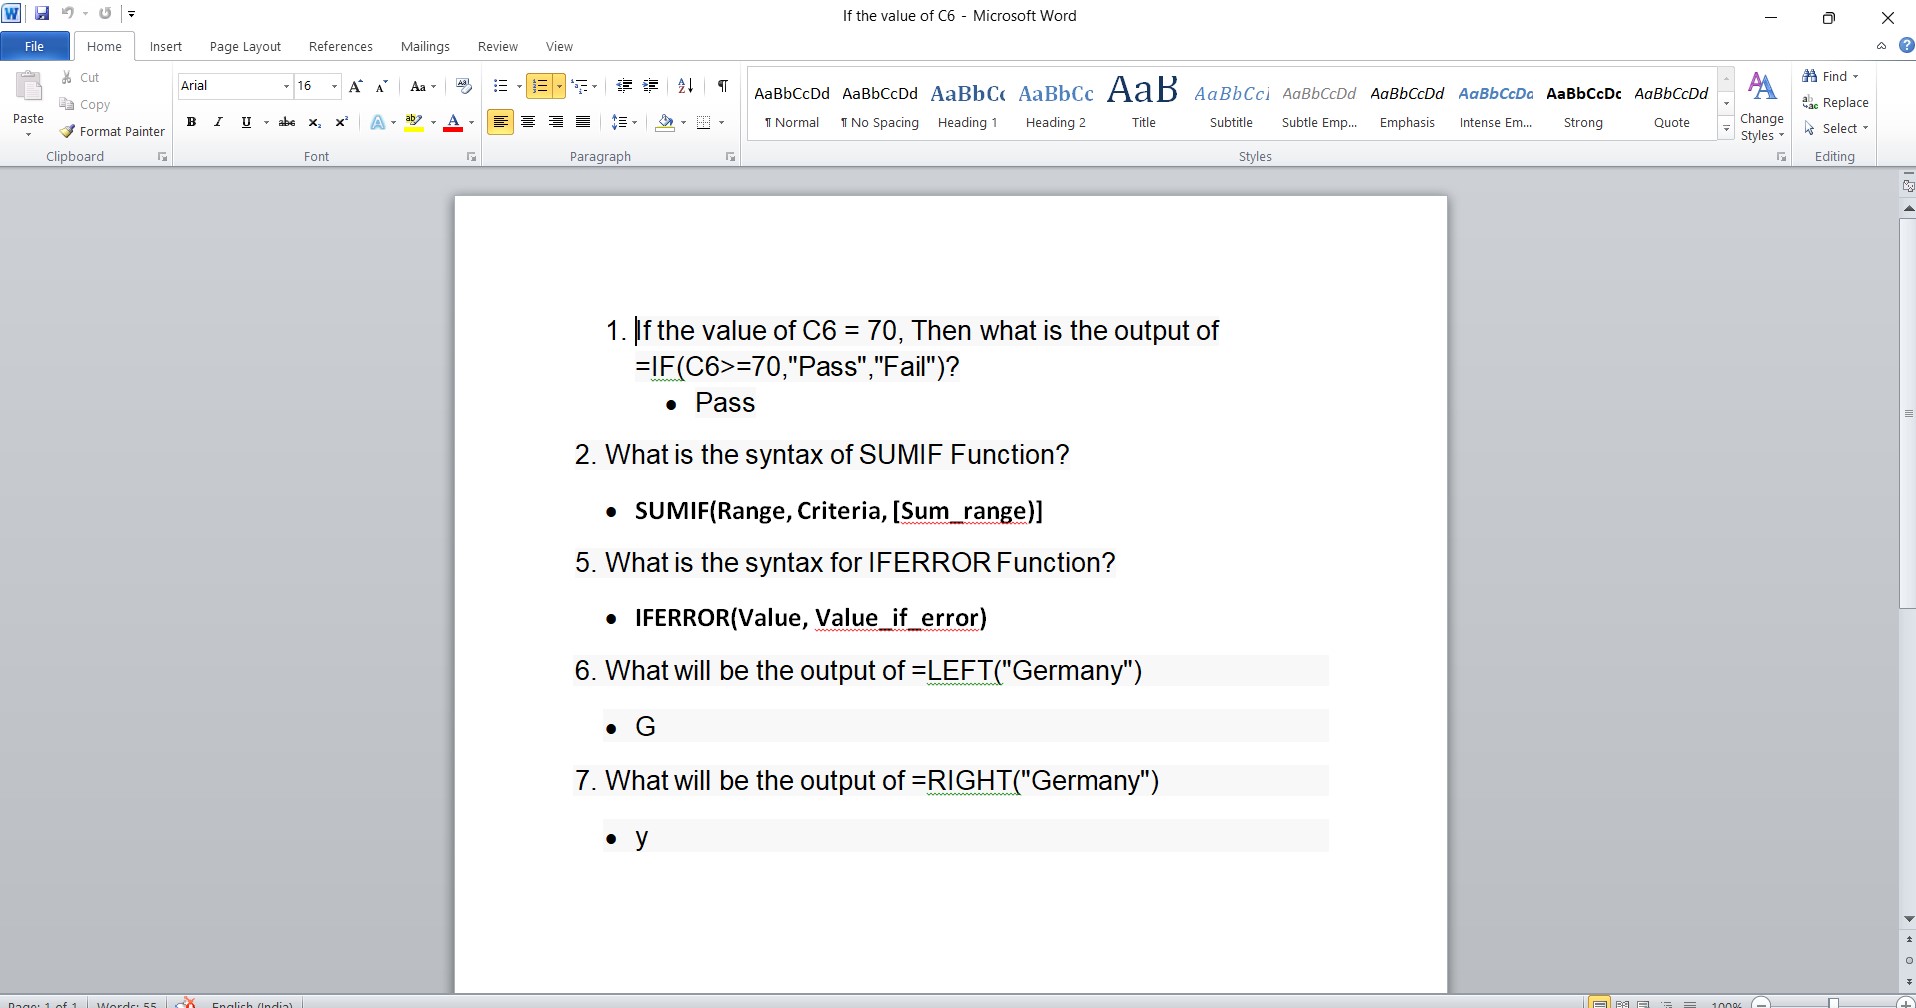 If the value of C6 - Microsoft Word
File Home Insert Page Layout References Mailings Review View
Paste
Cut
Copy
Format Painter
Clipboard
Arial 16
Font
Paragraph
AaBbCcDd AaBbCcDd AaBbCc AaBbCc AaB AaBbCcI AaBbCcDd AaBbCcDd AaBbCcDd AaBbCcDc AaBbCcDd
¶ Normal ¶ No Spacing Heading 1 Heading 2 Title Subtitle Subtle Emp... Emphasis Intense Em... Strong Quote
Styles
Change
Styles
Find
Replace
Select
Editing
1. If the value of C6 = 70, Then what is the output of
=IF(C6>=70,"Pass","Fail")?
• Pass
2. What is the syntax of SUMIF Function?
• SUMIF(Range, Criteria, [Sum_range)]
5. What is the syntax for IFERROR Function?
• IFERROR(Value, Value_if_error)
6. What will be the output of =LEFT("Germany")
• G
7. What will be the output of =RIGHT("Germany")
• y
Page: 1 of 1 Words: 55 English (India) 100%